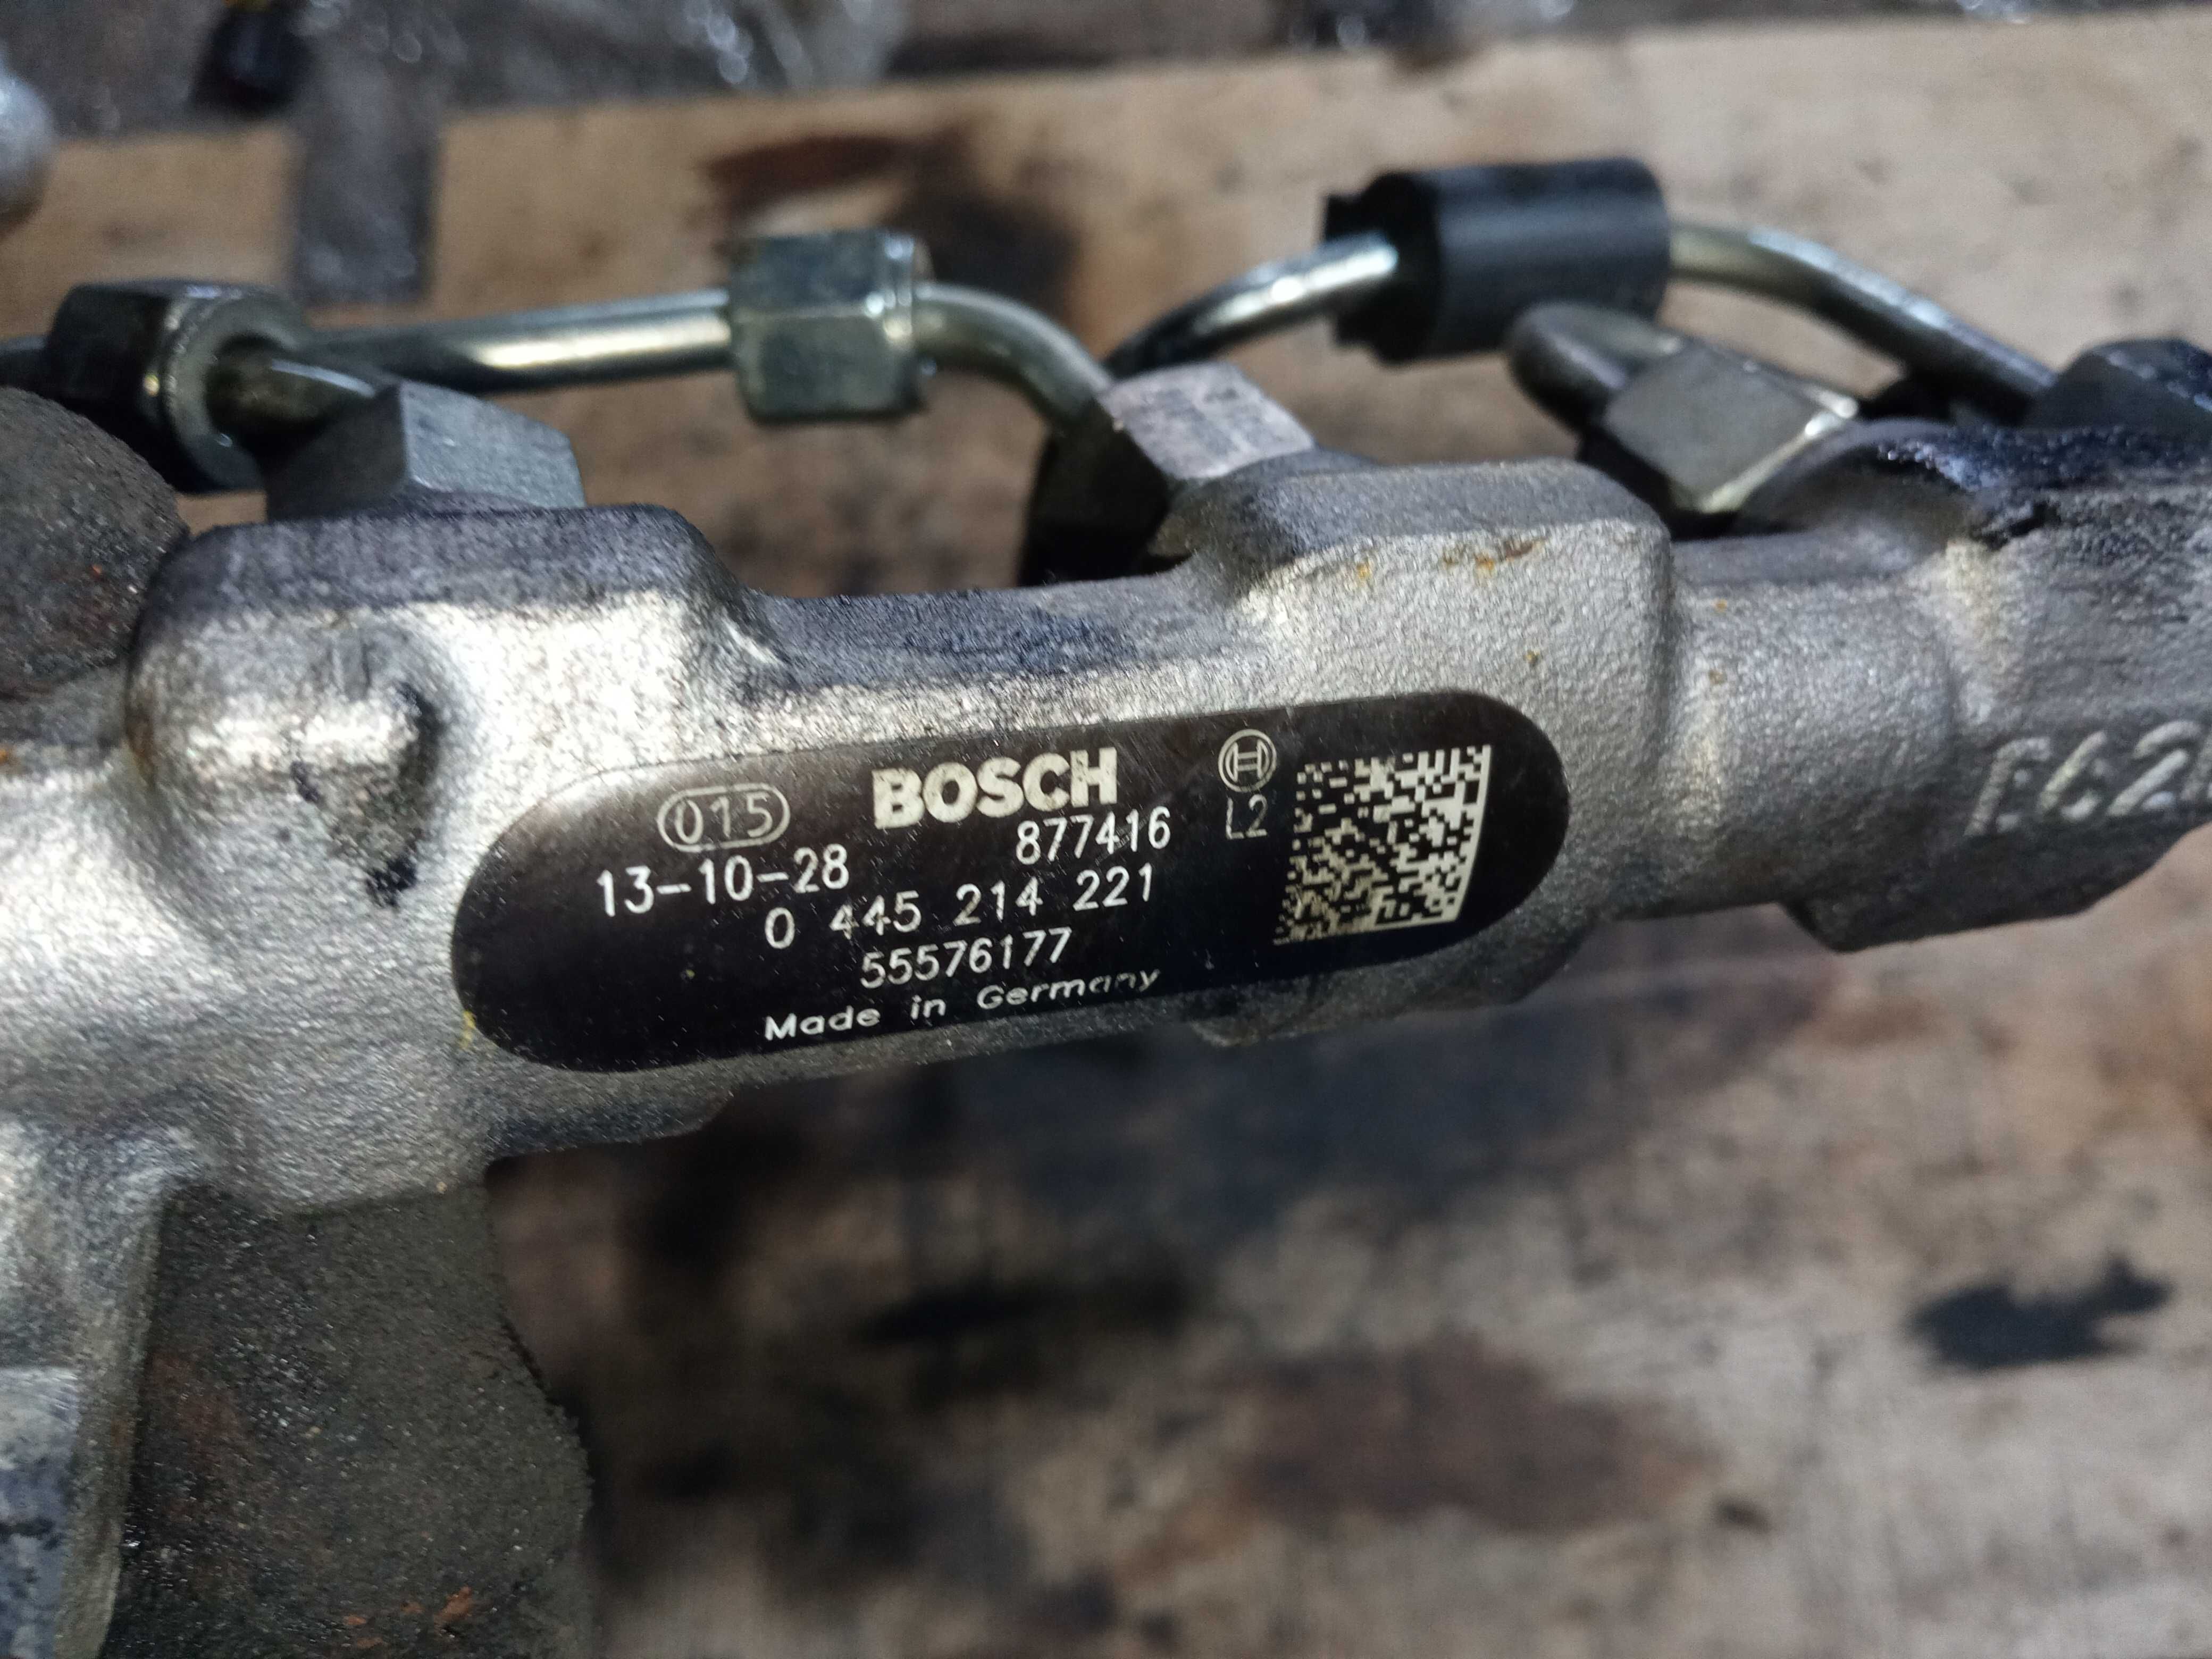 015 BOSCH
L2
13-10-28 877416
0 445 214 221
55576177
Made in Germany